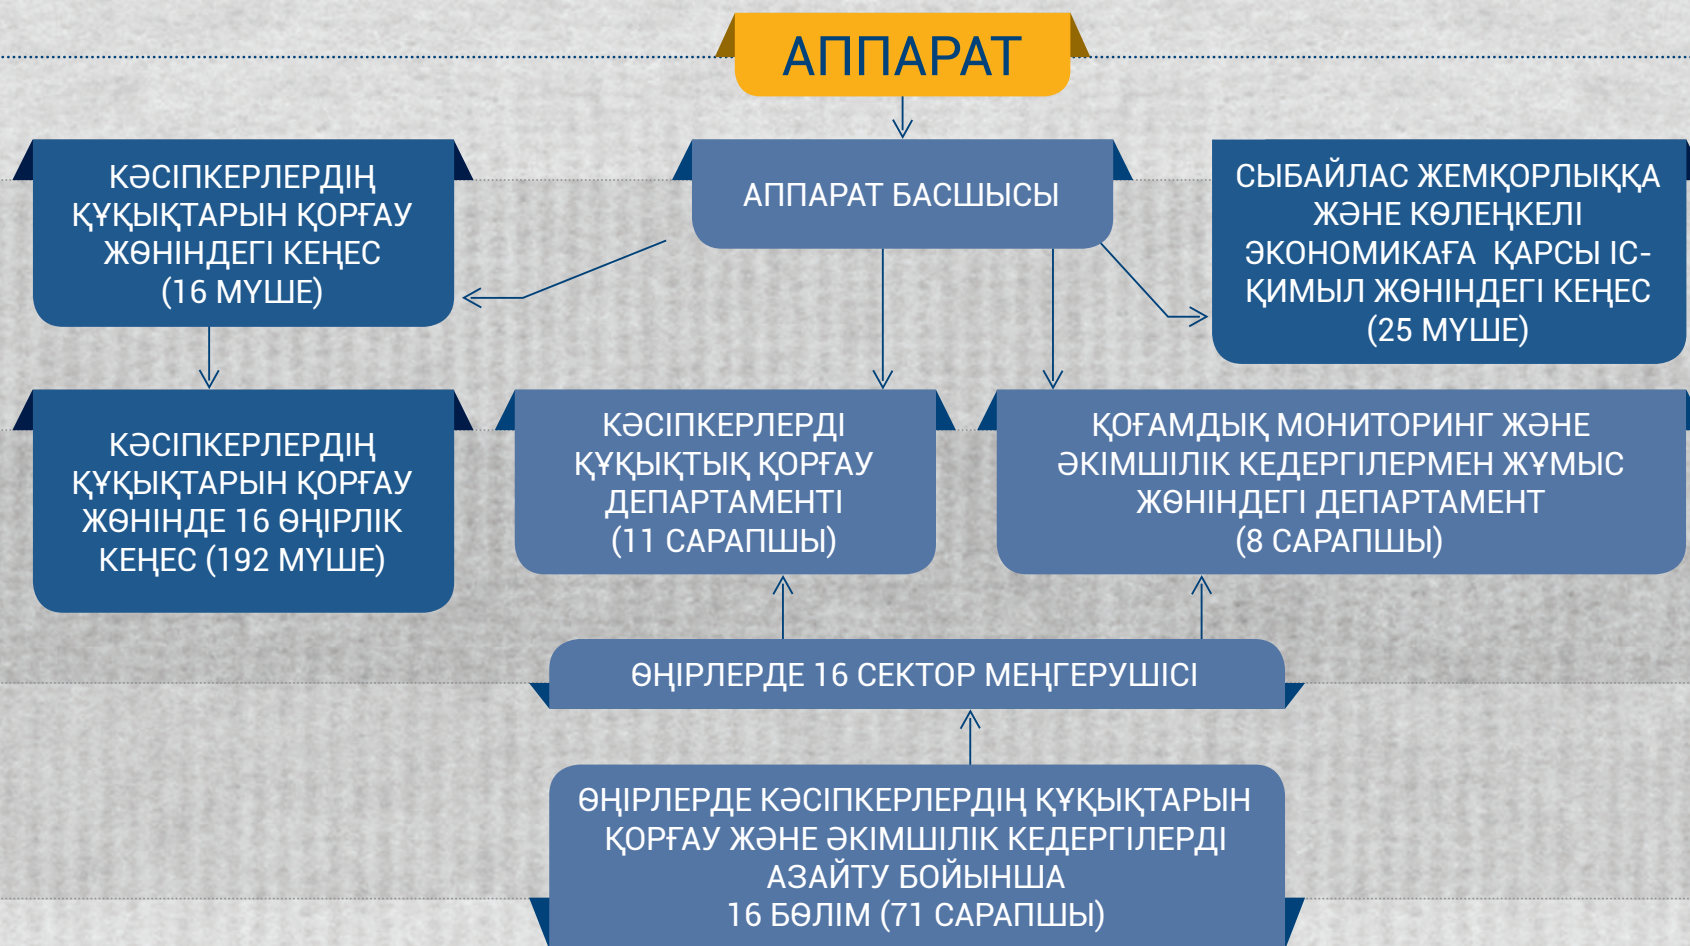 АППАРАТ
КӘСІПКЕРЛЕРДІҢ
ҚҰҚЫҚТАРЫН ҚОРҒАУ
ЖӨНІНДЕГІ КЕҢЕС
(16 МҮШЕ)
АППАРАТ БАСШЫСЫ
СЫБАЙЛАС ЖЕМҚОРЛЫҚҚА
ЖӘНЕ КӨЛЕҢКЕЛІ
ЭКОНОМИКАҒА ҚАРСЫ ІС-
ҚИМЫЛ ЖӨНІНДЕГІ КЕҢЕС
(25 МҮШЕ)
КӘСІПКЕРЛЕРДІҢ
ҚҰҚЫҚТАРЫН ҚОРҒАУ
ЖӨНІНДЕ 16 ӨҢІРЛІК
КЕҢЕС (192 МҮШЕ)
КӘСІПКЕРЛЕРДІ
ҚҰҚЫҚТЫҚ ҚОРҒАУ
ДЕПАРТАМЕНТІ
(11 САРАПШЫ)
ҚОҒАМДЫҚ МОНИТОРИНГ ЖӘНЕ
ӘКІМШІЛІК КЕДЕРГІЛЕРМЕН ЖҰМЫС
ЖӨНІНДЕГІ ДЕПАРТАМЕНТ
(8 САРАПШЫ)
ӨҢІРЛЕРДЕ 16 СЕКТОР МЕҢГЕРУШІСІ
ӨҢІРЛЕРДЕ КӘСІПКЕРЛЕРДІҢ ҚҰҚЫҚТАРЫН
ҚОРҒАУ ЖӘНЕ ӘКІМШІЛІК КЕДЕРГІЛЕРДІ
АЗАЙТУ БОЙЫНША
16 БӨЛІМ (71 САРАПШЫ)